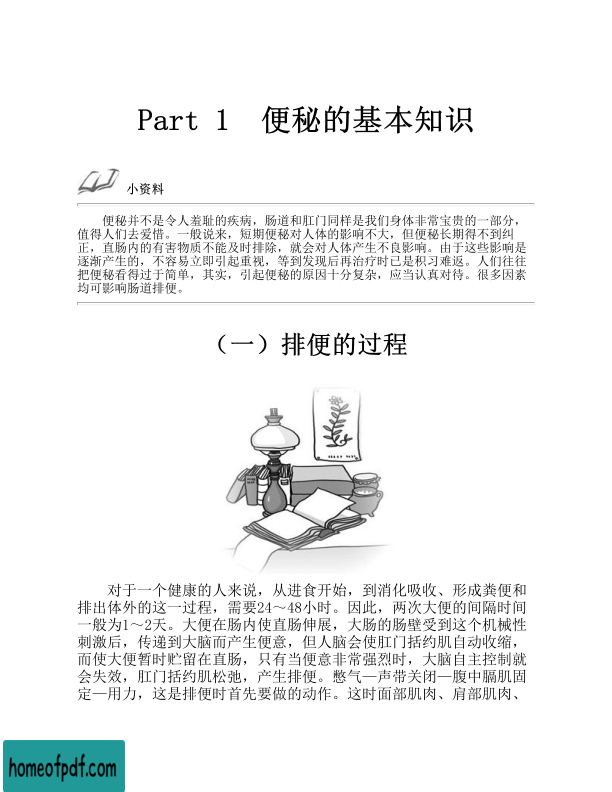 Part 1 便秘的基本知识
小资料
便秘并不是令人羞耻的疾病，肠道和肛门同样是我们身体非常宝贵的一部分，
值得人们去爱惜。一般说来，短期便秘对人体的影响不大，但便秘长期得不到纠
正，直肠内的有害物质不能及时排除，就会对人体产生不良影响。由于这些影响是
逐渐产生的，不容易立即引起重视，等到发现后再治疗时已是积习难返。人们往往
把便秘看得过于简单，其实，引起便秘的原因十分复杂，应当认真对待。很多因素
均可影响肠道排便。
（一）排便的过程
对于一个健康的人来说，从进食开始，到消化吸收、形成粪便和
排出体外的这一过程，需要24～48小时。因此，两次大便的间隔时间
一般为1～2天。大便在肠内使直肠伸展，大肠的肠壁受到这个机械性
刺激后，传递到大脑而产生便意，但人脑会使肛门括约肌自动收缩，
而使大便暂时贮留在直肠，只有当便意非常强烈时，大脑自主控制就
会失效，肛门括约肌松弛，产生排便。憋气—声带关闭—腹中膈肌固
定—用力，这是排便时首先要做的动作。这时面部肌肉、肩部肌肉、
homeofpdf.com